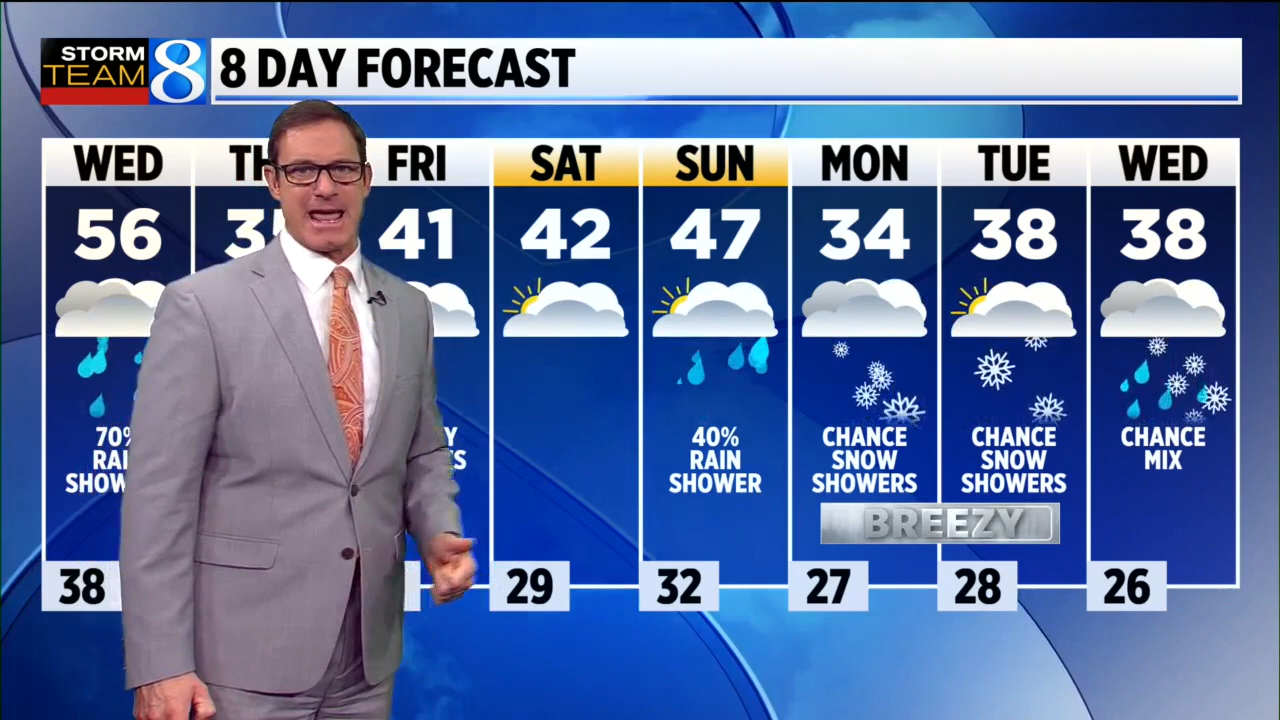 STORM
TEAM 8
8 DAY FORECAST
WED FRI SAT SUN MON TUE WED
56 41 42 47 34 38 38
40%
RAIN
SHOWER
CHANCE
SNOW
SHOWERS
CHANCE
SNOW
SHOWERS
CHANCE
MIX
BREEZY
38 29 32 27 28 26